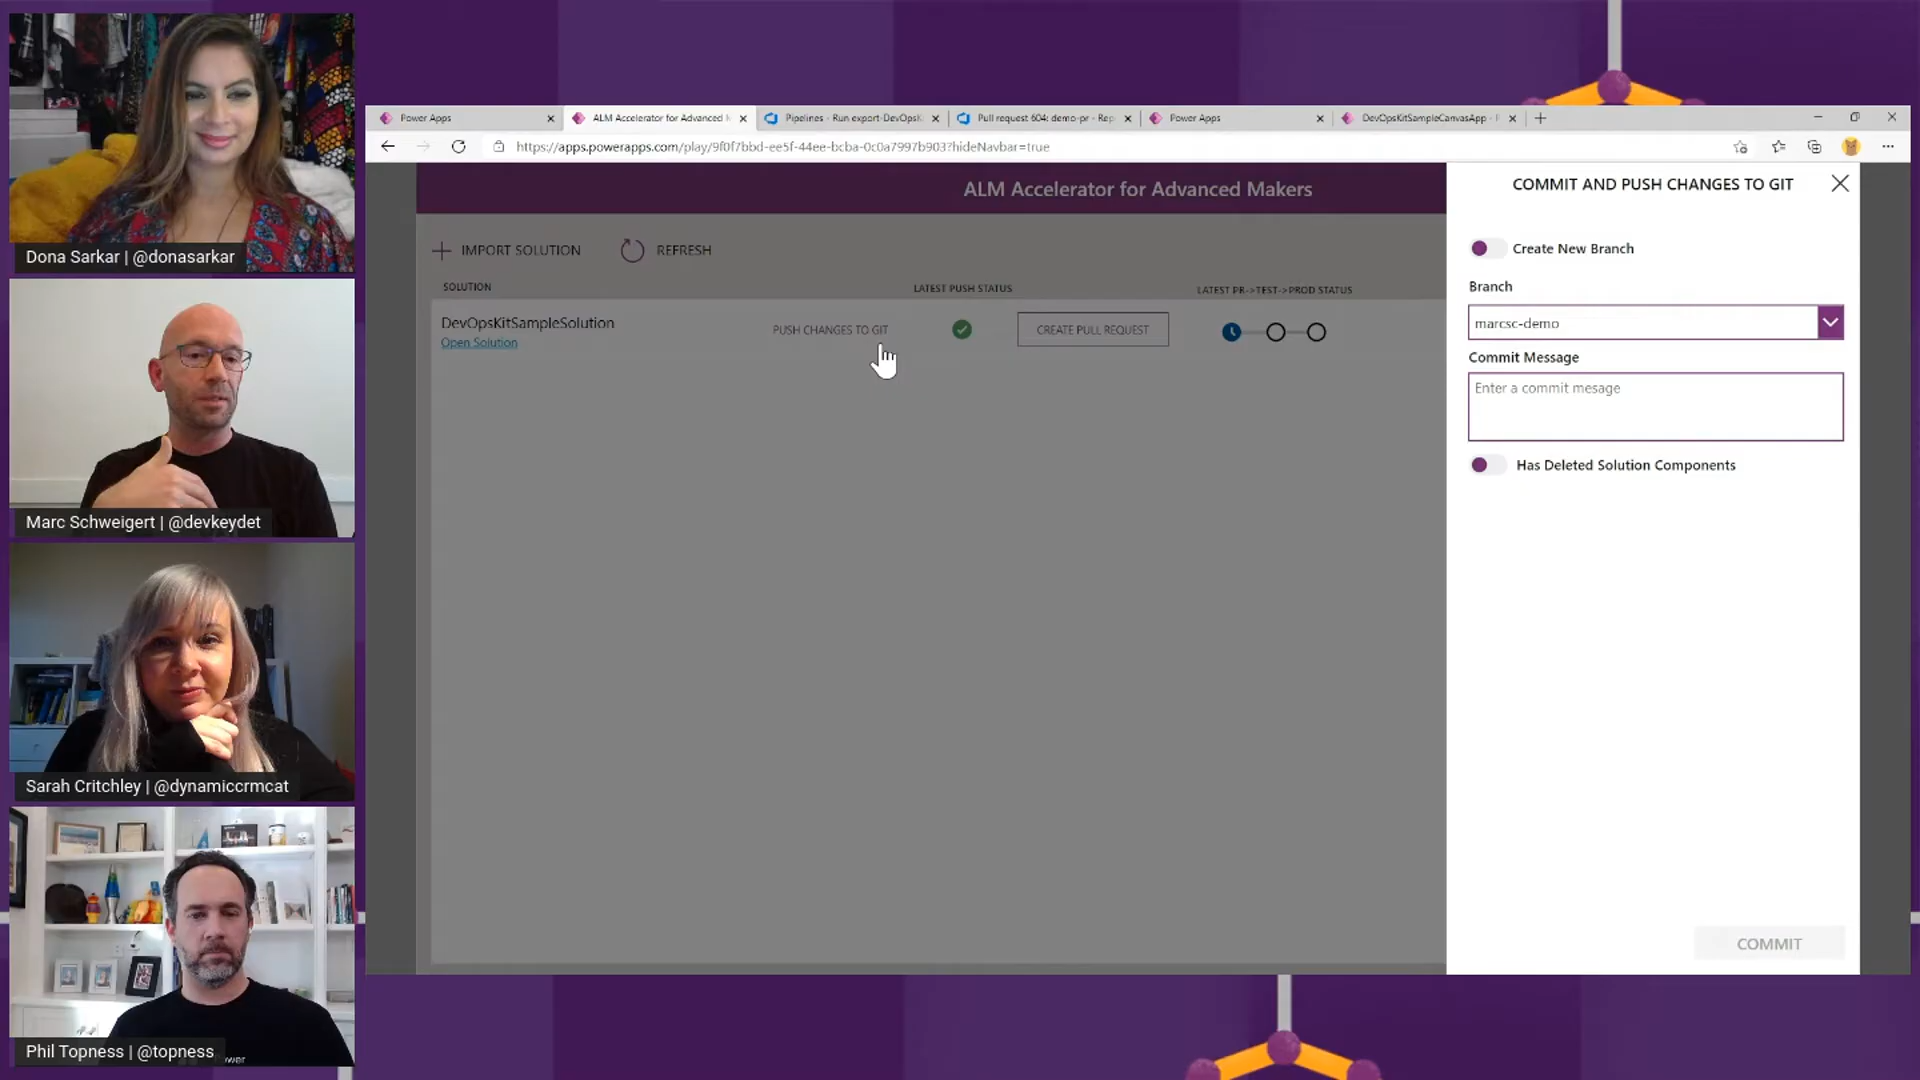 Dona Sarkar | @donasarkar
Marc Schweigert | @devkeydet
Sarah Critchley | @dynamiccrmcat
Phil Topness | @topness
Power Apps
ALM Accelerator for Advanced M
Pipelines - Run export-DevOpsK
Pull request 604: demo-pr - Rep
Power Apps
DevOpsKitSampleCanvasApp - P
https://apps.powerapps.com/play/9f0f7bbd-ee5f-44ee-bcba-0c0a7997b903?hideNavbar=true
ALM Accelerator for Advanced Makers
IMPORT SOLUTION
REFRESH
SOLUTION
LATEST PUSH STATUS
LATEST PR->TEST->PROD STATUS
DevOpsKitSampleSolution
Open Solution
PUSH CHANGES TO GIT
CREATE PULL REQUEST
COMMIT AND PUSH CHANGES TO GIT
Create New Branch
Branch
marcsc-demo
Commit Message
Enter a commit mesage
Has Deleted Solution Components
COMMIT